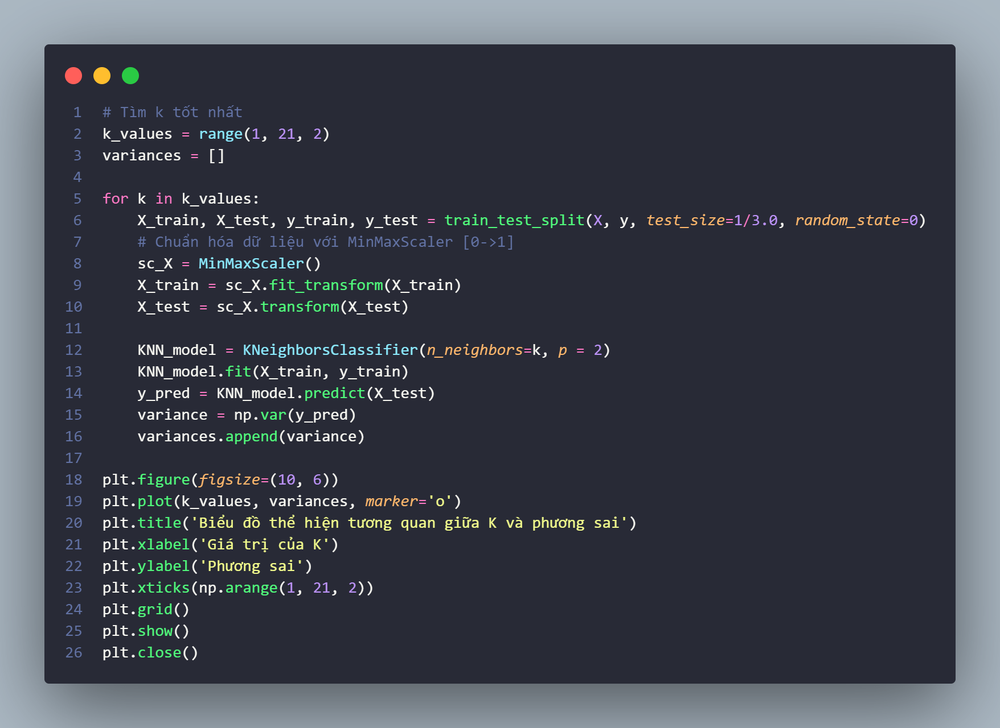 1 # Tìm k tốt nhất
2 k_values = range(1, 21, 2)
3 variances = []
4
5 for k in k_values:
6     X_train, X_test, y_train, y_test = train_test_split(X, y, test_size=1/3.0, random_state=0)
7     # Chuẩn hóa dữ liệu với MinMaxScaler [0->1]
8     sc_X = MinMaxScaler()
9     X_train = sc_X.fit_transform(X_train)
10     X_test = sc_X.transform(X_test)
11
12     KNN_model = KNeighborsClassifier(n_neighbors=k, p = 2)
13     KNN_model.fit(X_train, y_train)
14     y_pred = KNN_model.predict(X_test)
15     variance = np.var(y_pred)
16     variances.append(variance)
17
18 plt.figure(figsize=(10, 6))
19 plt.plot(k_values, variances, marker='o')
20 plt.title('Biểu đồ thể hiện tương quan giữa K và phương sai')
21 plt.xlabel('Giá trị của K')
22 plt.ylabel('Phương sai')
23 plt.xticks(np.arange(1, 21, 2))
24 plt.grid()
25 plt.show()
26 plt.close()